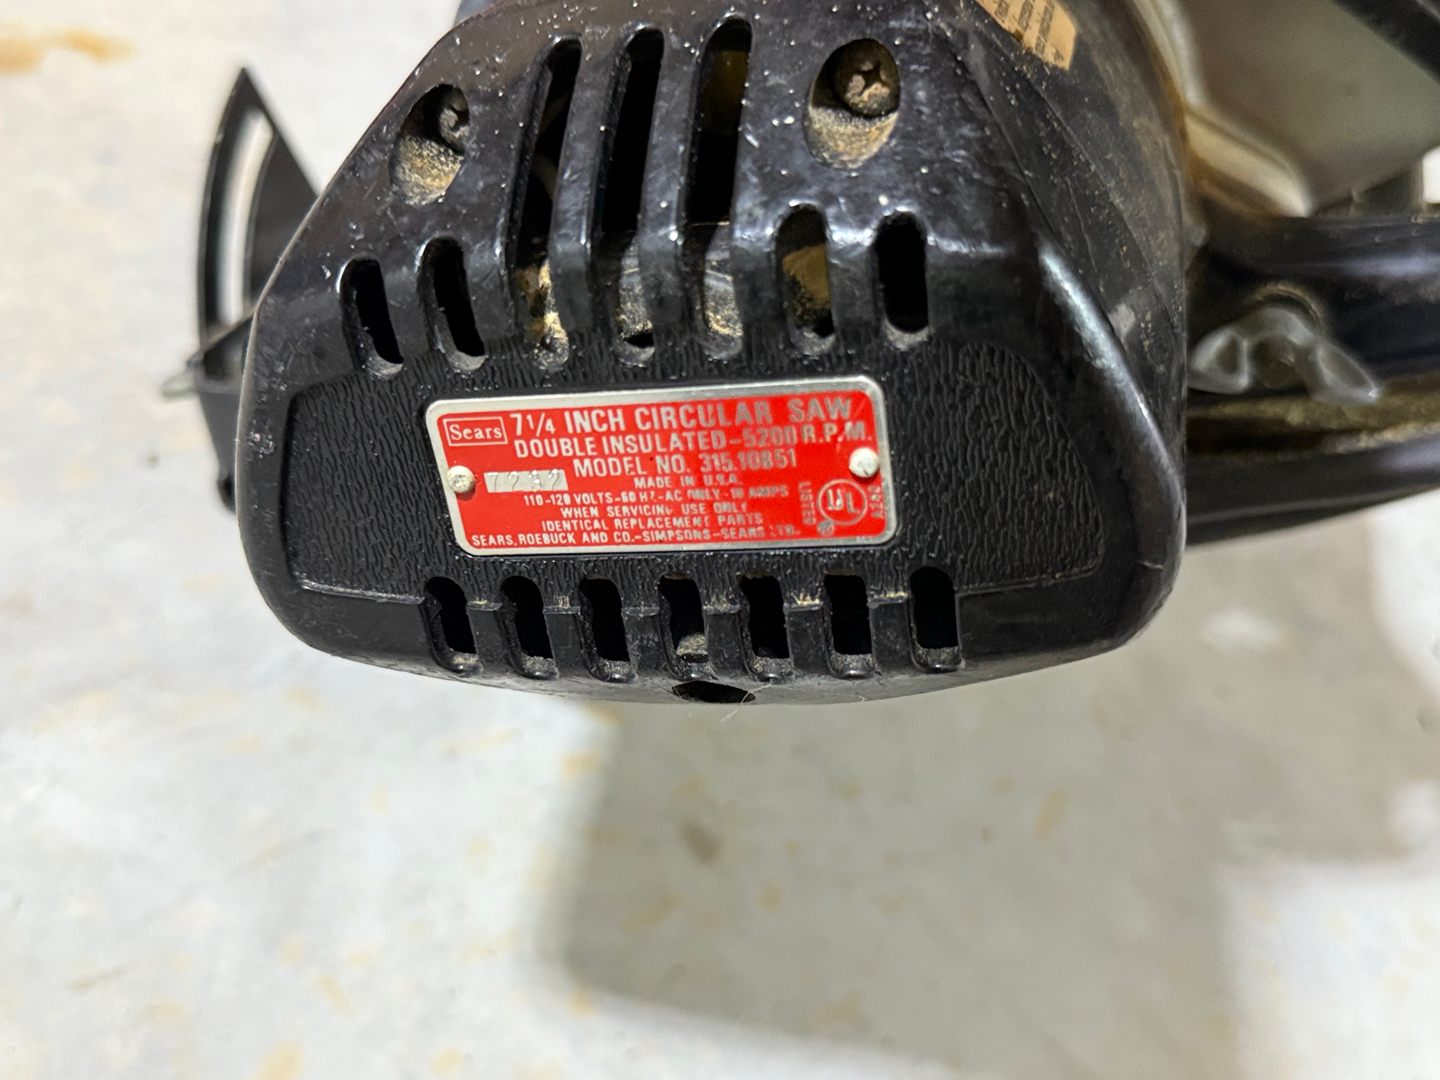 Sears 7 1/4 INCH CIRCULAR SAW
DOUBLE INSULATED-5200 R.P.M.
MODEL NO. 315.10851
7232
MADE IN U.S.A.
110-120 VOLTS-60 HZ.-AC ONLY-10 AMPS
WHEN SERVICING USE ONLY
IDENTICAL REPLACEMENT PARTS
SEARS, ROEBUCK AND CO.-SIMPSONS-SEARS LTD.
LISTED
UL